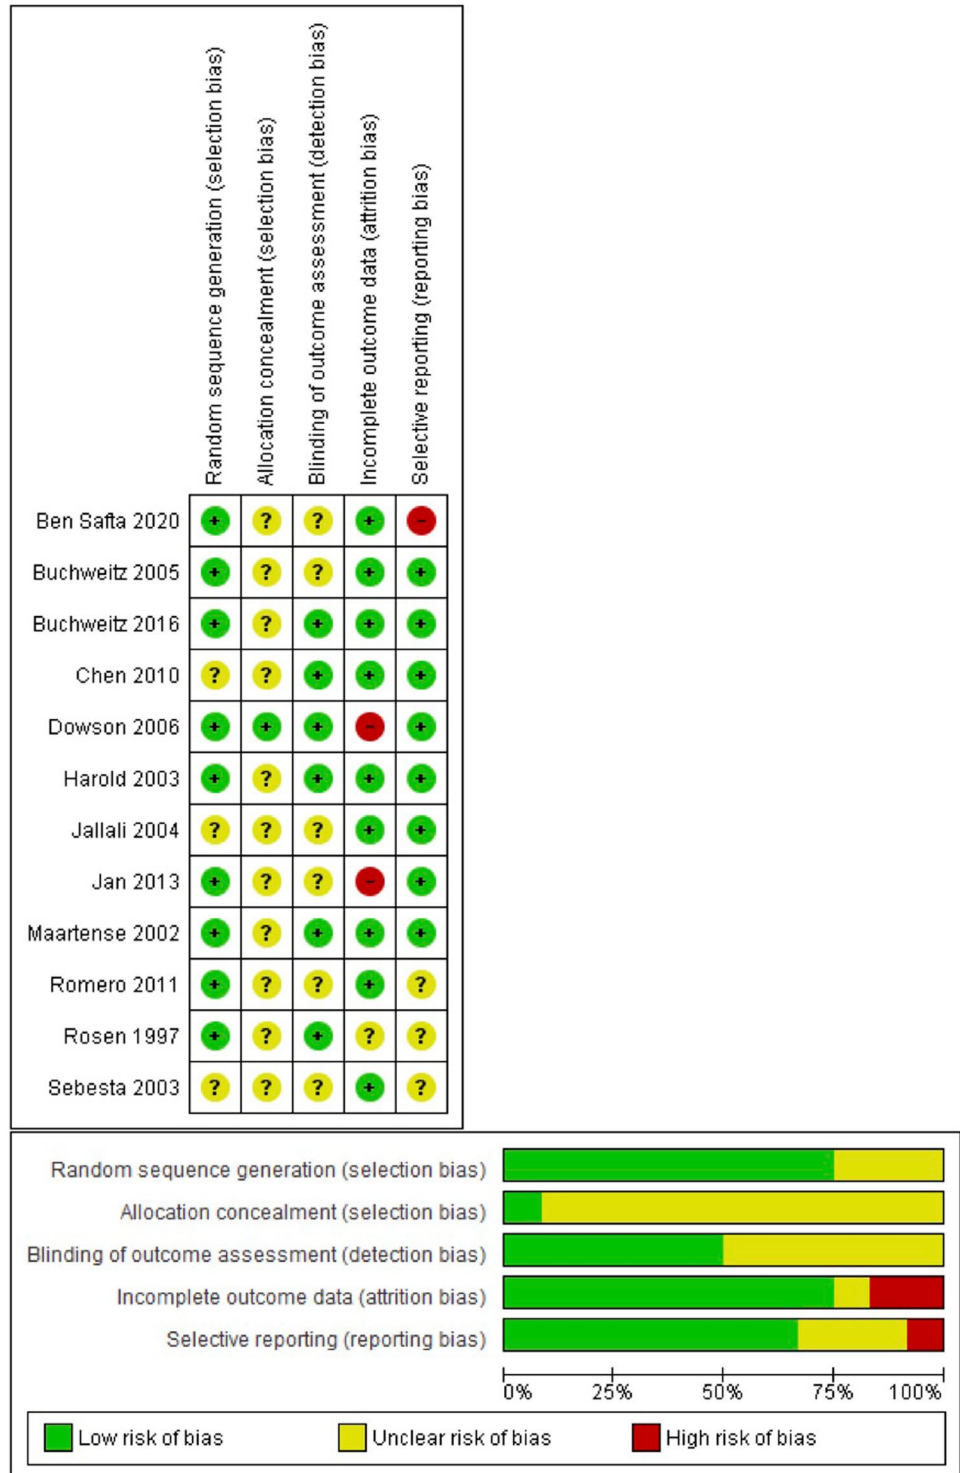 Random sequence generation (selection bias)
Allocation concealment (selection bias)
Blinding of outcome assessment (detection bias)
Incomplete outcome data (attrition bias)
Selective reporting (reporting bias)
Ben Safta 2020 + ? ? + -
Buchweitz 2005 + ? ? + +
Buchweitz 2016 + ? + + +
Chen 2010 ? ? + + +
Dowson 2006 + + + - +
Harold 2003 + ? + + +
Jallali 2004 ? ? ? + +
Jan 2013 + ? ? - +
Maartense 2002 + ? + + +
Romero 2011 + ? ? + ?
Rosen 1997 + ? + ? ?
Sebesta 2003 ? ? ? + ?
Random sequence generation (selection bias)
Allocation concealment (selection bias)
Blinding of outcome assessment (detection bias)
Incomplete outcome data (attrition bias)
Selective reporting (reporting bias)
0% 25% 50% 75% 100%
Low risk of bias Unclear risk of bias High risk of bias